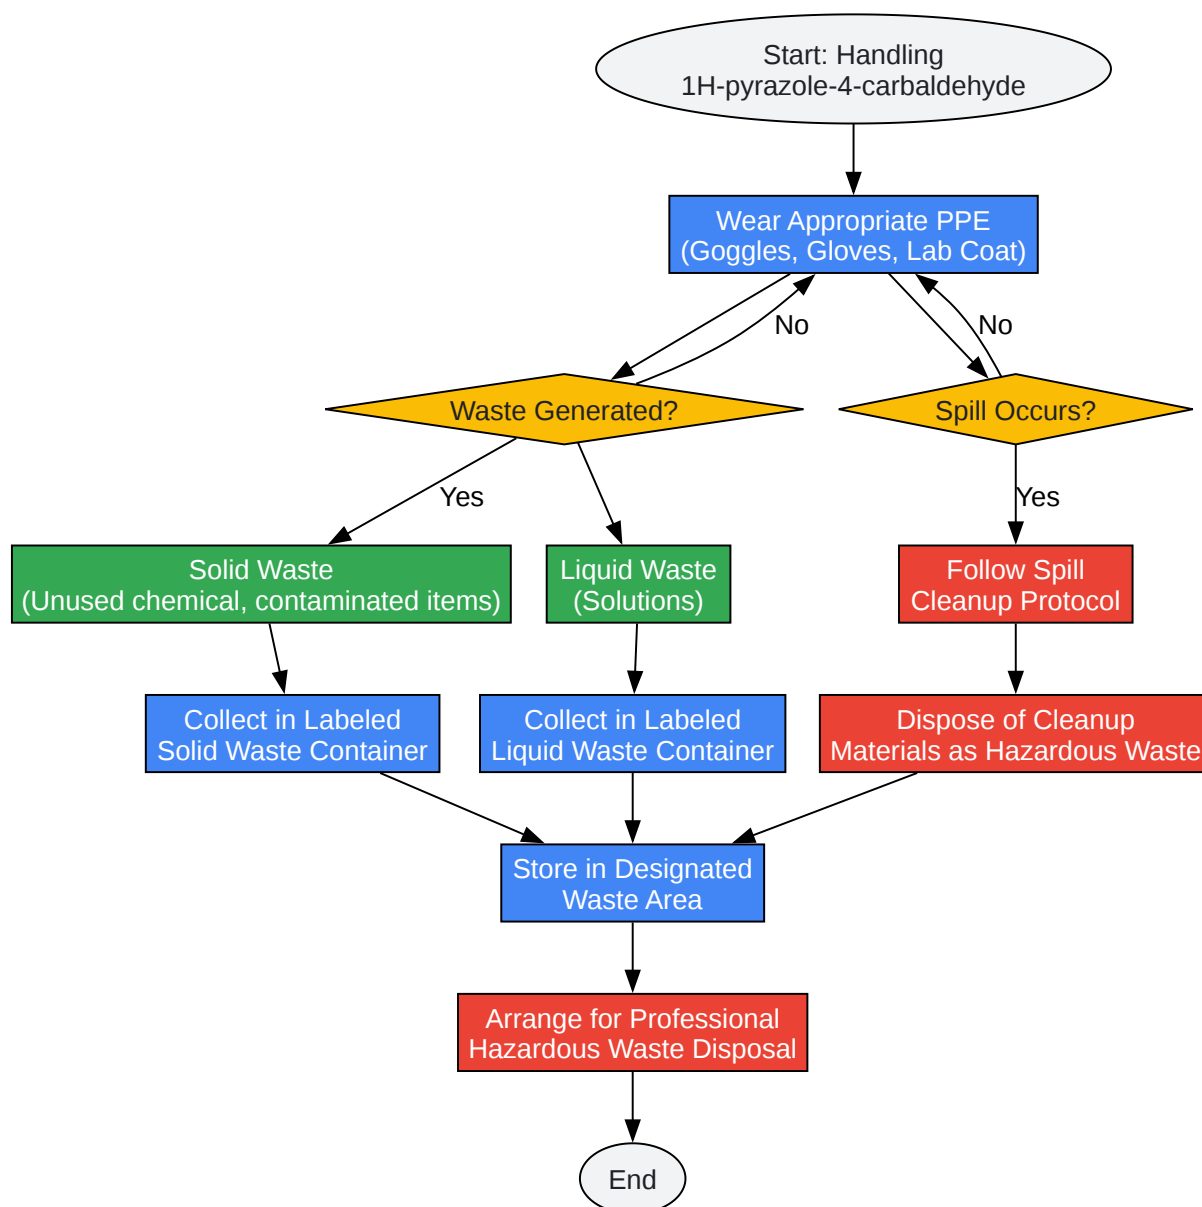 Start: Handling
1H-pyrazole-4-carbaldehyde
Wear Appropriate PPE
(Goggles, Gloves, Lab Coat)
No
No
Waste Generated?
Spill Occurs?
Yes
Yes
Solid Waste
(Unused chemical, contaminated items)
Liquid Waste
(Solutions)
Follow Spill
Cleanup Protocol
Collect in Labeled
Solid Waste Container
Collect in Labeled
Liquid Waste Container
Dispose of Cleanup
Materials as Hazardous Waste
Store in Designated
Waste Area
Arrange for Professional
Hazardous Waste Disposal
End